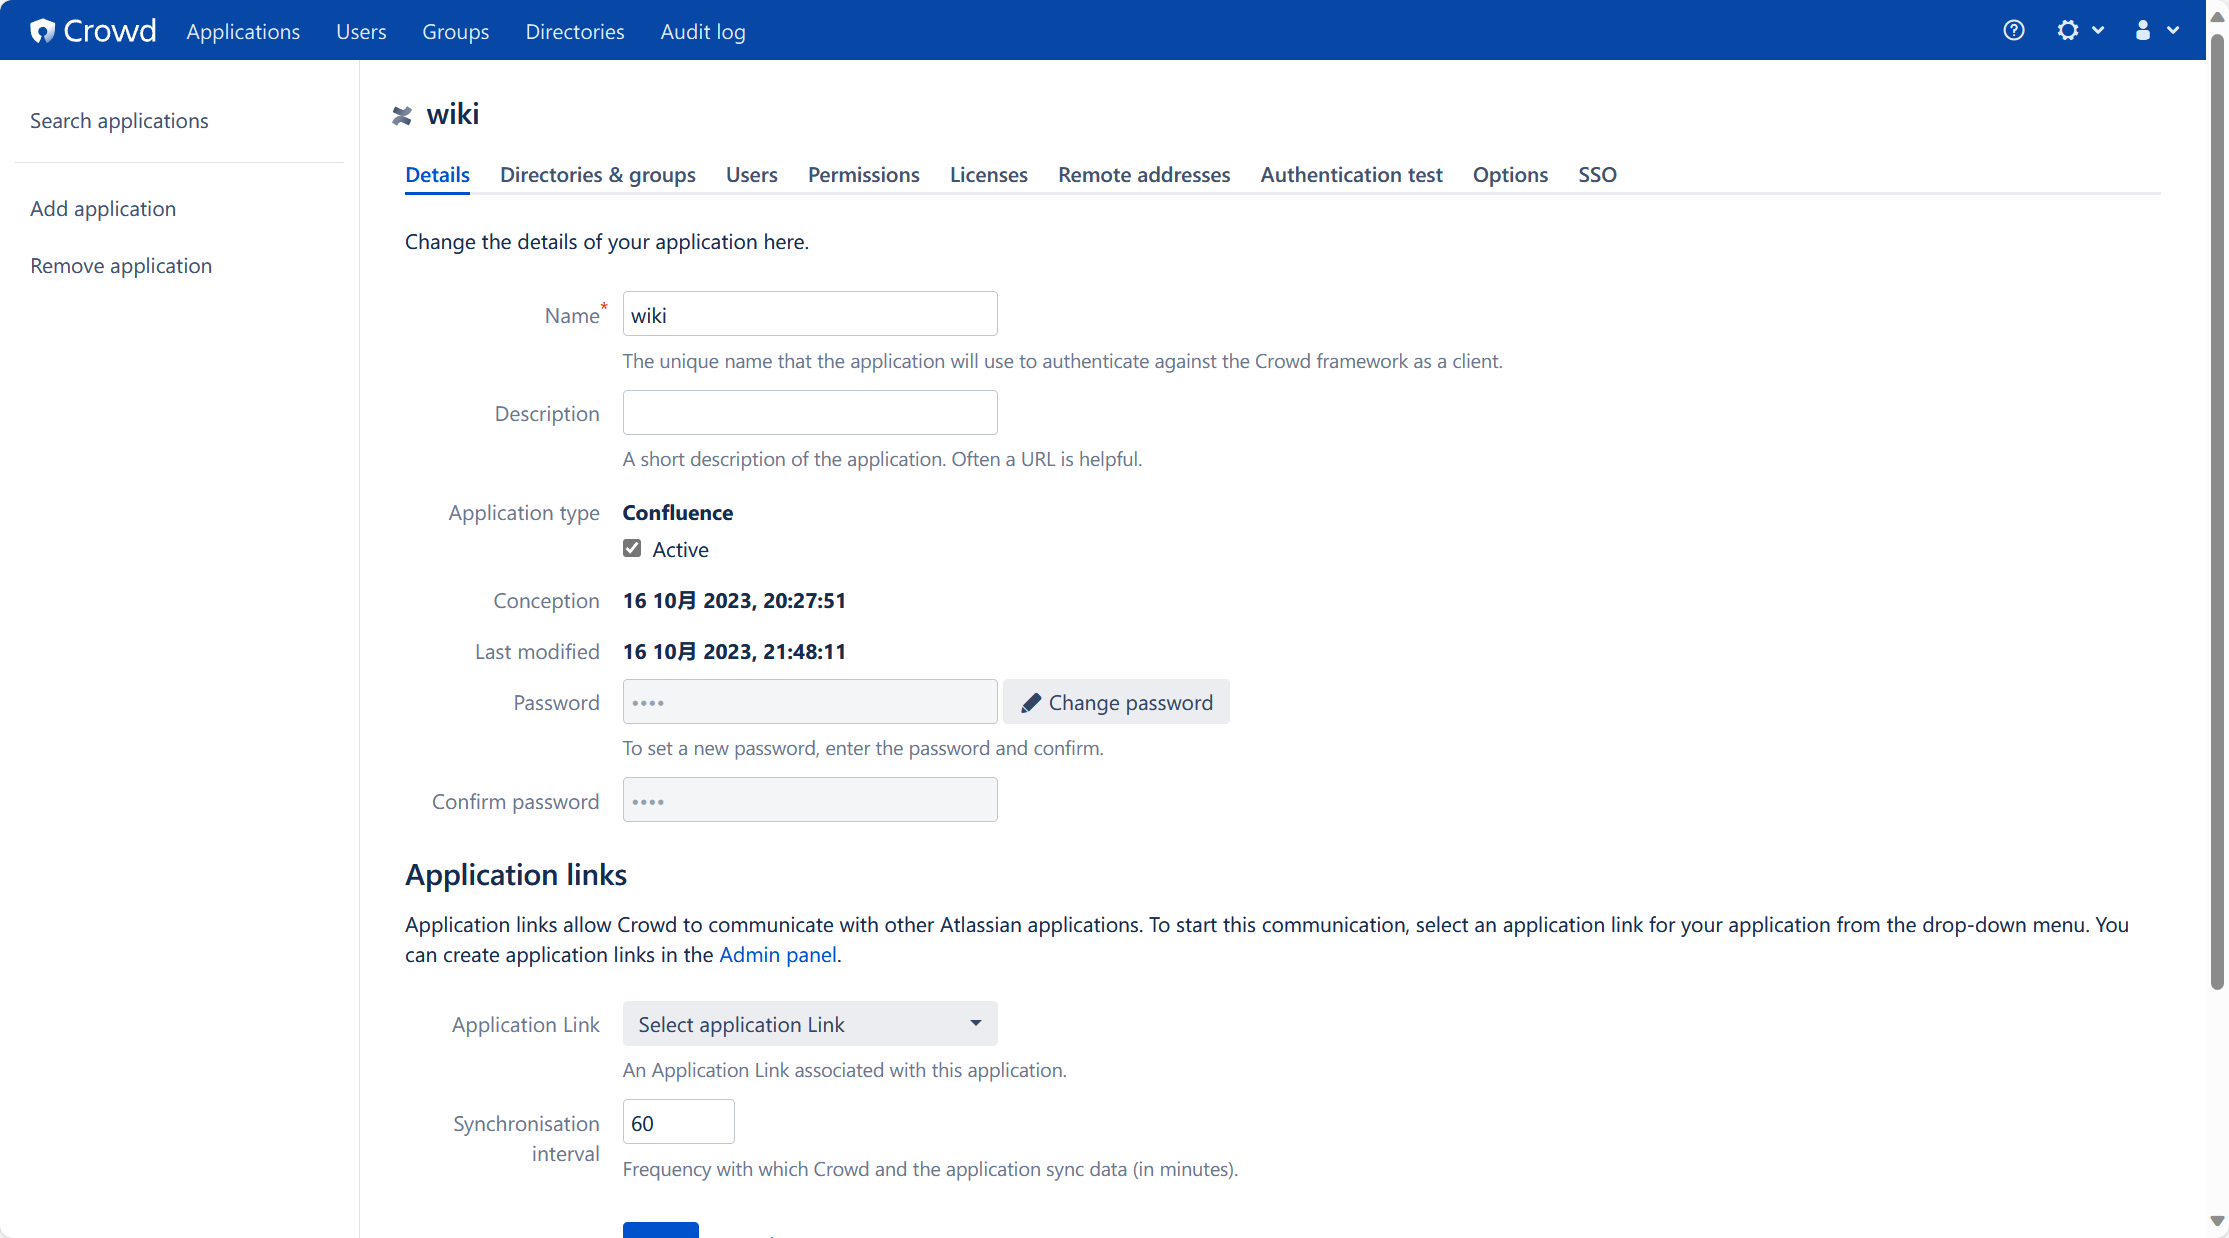 Crowd Applications Users Groups Directories Audit log
Search applications
Add application
Remove application
wiki
Details Directories & groups Users Permissions Licenses Remote addresses Authentication test Options SSO
Change the details of your application here.
Name* wiki
The unique name that the application will use to authenticate against the Crowd framework as a client.
Description
A short description of the application. Often a URL is helpful.
Application type Confluence
Active
Conception 16 10月 2023, 20:27:51
Last modified 16 10月 2023, 21:48:11
Password •••• Change password
To set a new password, enter the password and confirm.
Confirm password ••••
Application links
Application links allow Crowd to communicate with other Atlassian applications. To start this communication, select an application link for your application from the drop-down menu. You
can create application links in the Admin panel.
Application Link Select application Link
An Application Link associated with this application.
Synchronisation interval 60
Frequency with which Crowd and the application sync data (in minutes).